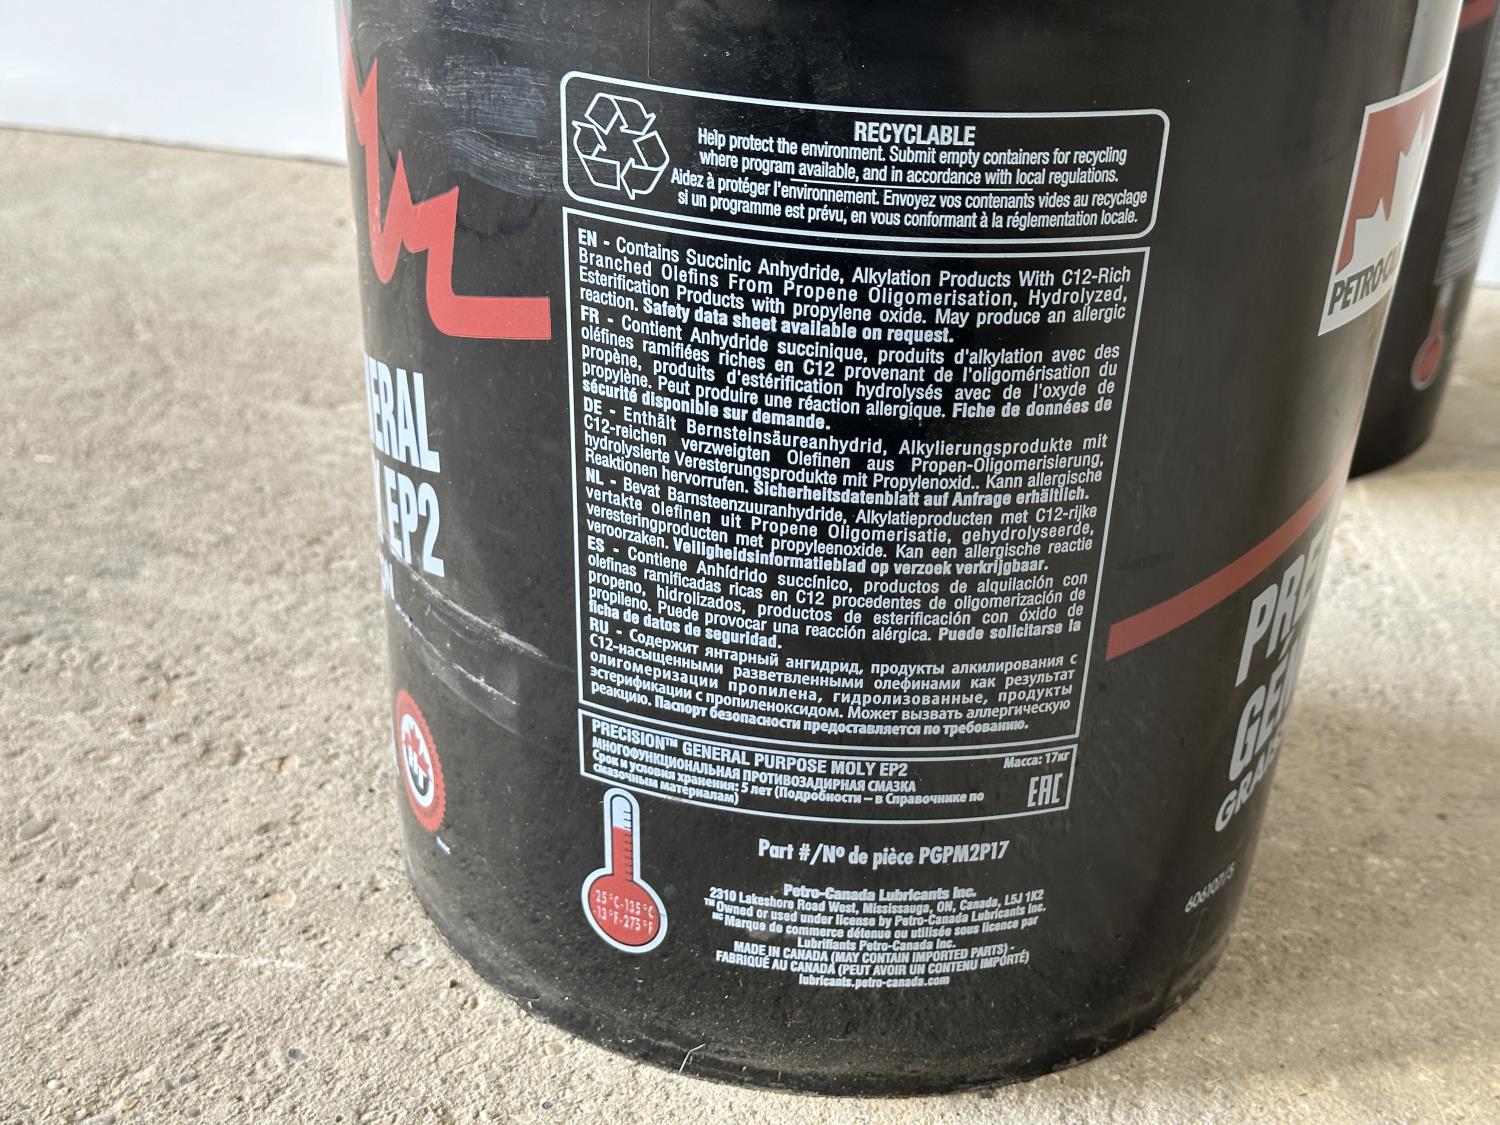 RECYCLABLE
Help protect the environment. Submit empty containers for recycling
where program available, and in accordance with local regulations.
Aidez à protéger l'environnement. Envoyez vos contenants vides au recyclage
si un programme est prévu, en vous conformant à la réglementation locale.
EN - Contains Succinic Anhydride, Alkylation Products With C12-Rich
Branched Olefins From Propene Oligomerisation, Hydrolyzed,
Esterification Products with propylene oxide. May produce an allergic
reaction. Safety data sheet available on request.
FR - Contient Anhydride succinique, produits d'alkylation avec des
oléfines ramifiées riches en C12 provenant de l'oligomérisation du
propène, produits d'estérification hydrolysés avec de l'oxyde de
propylène. Peut produire une réaction allergique. Fiche de données de
sécurité disponible sur demande.
DE - Enthält Bernsteinsäureanhydrid, Alkylierungsprodukte mit
C12-reichen verzweigten Olefinen aus Propen-Oligomerisierung,
hydrolysierte Veresterungsprodukte mit Propylenoxid.. Kann allergische
Reaktionen hervorrufen. Sicherheitsdatenblatt auf Anfrage erhältlich.
NL - Bevat Barnsteenzuuranhydride, Alkylatieproducten met C12-rijke
vertakte olefinen uit Propene Oligomerisatie, gehydrolyseerde,
veresteringproducten met propyleenoxide. Kan een allergische reactie
veroorzaken. Veiligheidsinformatieblad op verzoek verkrijgbaar.
ES - Contiene Anhídrido succínico, productos de alquilación con
olefinas ramificadas ricas en C12 procedentes de oligomerización de
propeno, hidrolizados, productos de esterificación con óxido de
propileno. Puede provocar una reacción alérgica. Puede solicitarse la
ficha de datos de seguridad.
RU - Содержит янтарный ангидрид, продукты алкилирования с
C12-насыщенными разветвленными олефинами как результат
олигомеризации пропилена, гидролизованные, продукты
эстерификации с пропиленоксидом. Может вызвать аллергическую
реакцию. Паспорт безопасности предоставляется по требованию.
PRECISION™ GENERAL PURPOSE MOLY EP2
Масса: 17кг
МНОГОФУНКЦИОНАЛЬНАЯ ПРОТИВОЗАДИРНАЯ СМАЗКА
Срок и условия хранения: 5 лет (Подробности – в Справочнике по
смазочным материалам)
EAC
Part #/Nº de pièce PGPM2P17
25°C-135°C
-13°F-275°F
Petro-Canada Lubricants Inc.
2310 Lakeshore Road West, Mississauga, ON, Canada, L5J 1K2
™Owned or used under license by Petro-Canada Lubricants Inc.
MC Marque de commerce détenue ou utilisée sous licence par
Lubrifiants Petro-Canada Inc.
MADE IN CANADA (MAY CONTAIN IMPORTED PARTS) -
FABRIQUÉ AU CANADA (PEUT AVOIR UN CONTENU IMPORTÉ)
lubricants.petro-canada.com
EP2